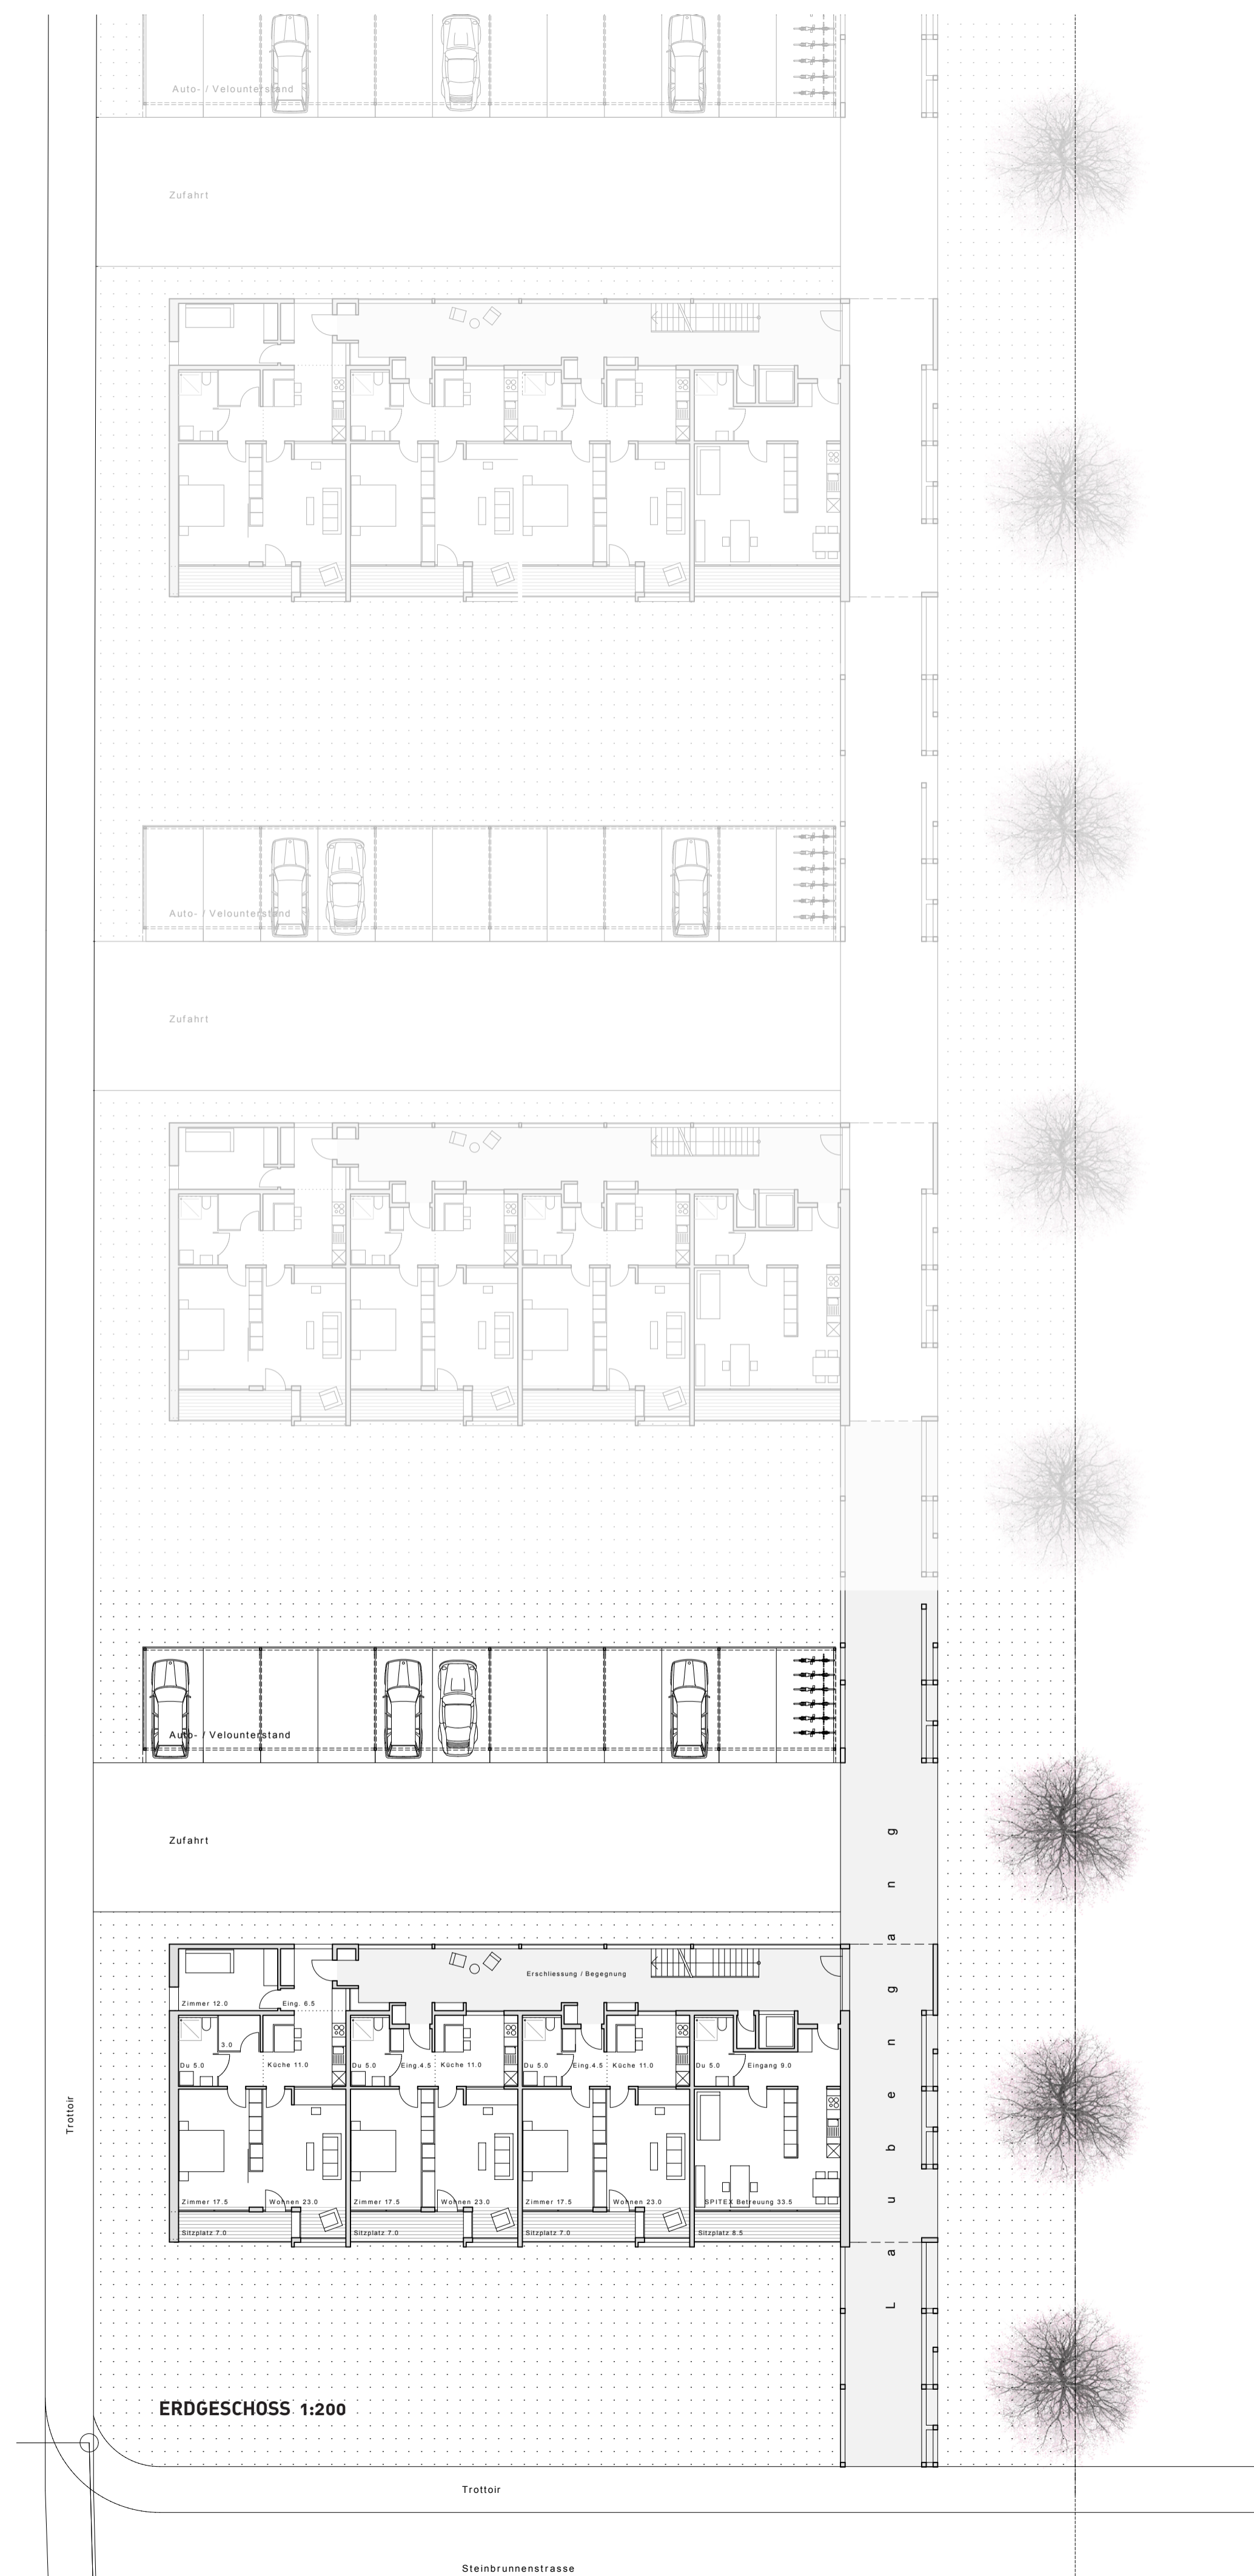 Auto- / Velounterstand
Zufahrt
Auto- / Velounterstand
Zufahrt
Auto- / Velounterstand
Zufahrt
Laubengang
Erschliessung / Begegnung
Zimmer 12.0 Eing. 6.5
3.0
Du 5.0 Küche 11.0 Du 5.0 Eing.4.5 Küche 11.0 Du 5.0 Eing.4.5 Küche 11.0 Du 5.0 Eingang 9.0
Trottoir
Zimmer 17.5 Wohnen 23.0 Zimmer 17.5 Wohnen 23.0 Zimmer 17.5 Wohnen 23.0 SPITEX Betreuung 33.5
Sitzplatz 7.0 Sitzplatz 7.0 Sitzplatz 7.0 Sitzplatz 8.5
ERDGESCHOSS 1:200
Trottoir
Steinbrunnenstrasse